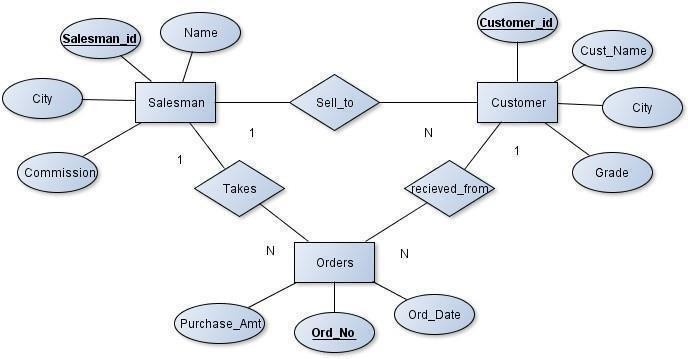 Customer_id
Salesman_id
Name
Cust_Name
City
Salesman
Sell_to
Customer
City
1
N
Commission
1
1
Grade
Takes
recieved_from
N
N
Orders
Purchase_Amt
Ord_No
Ord_Date